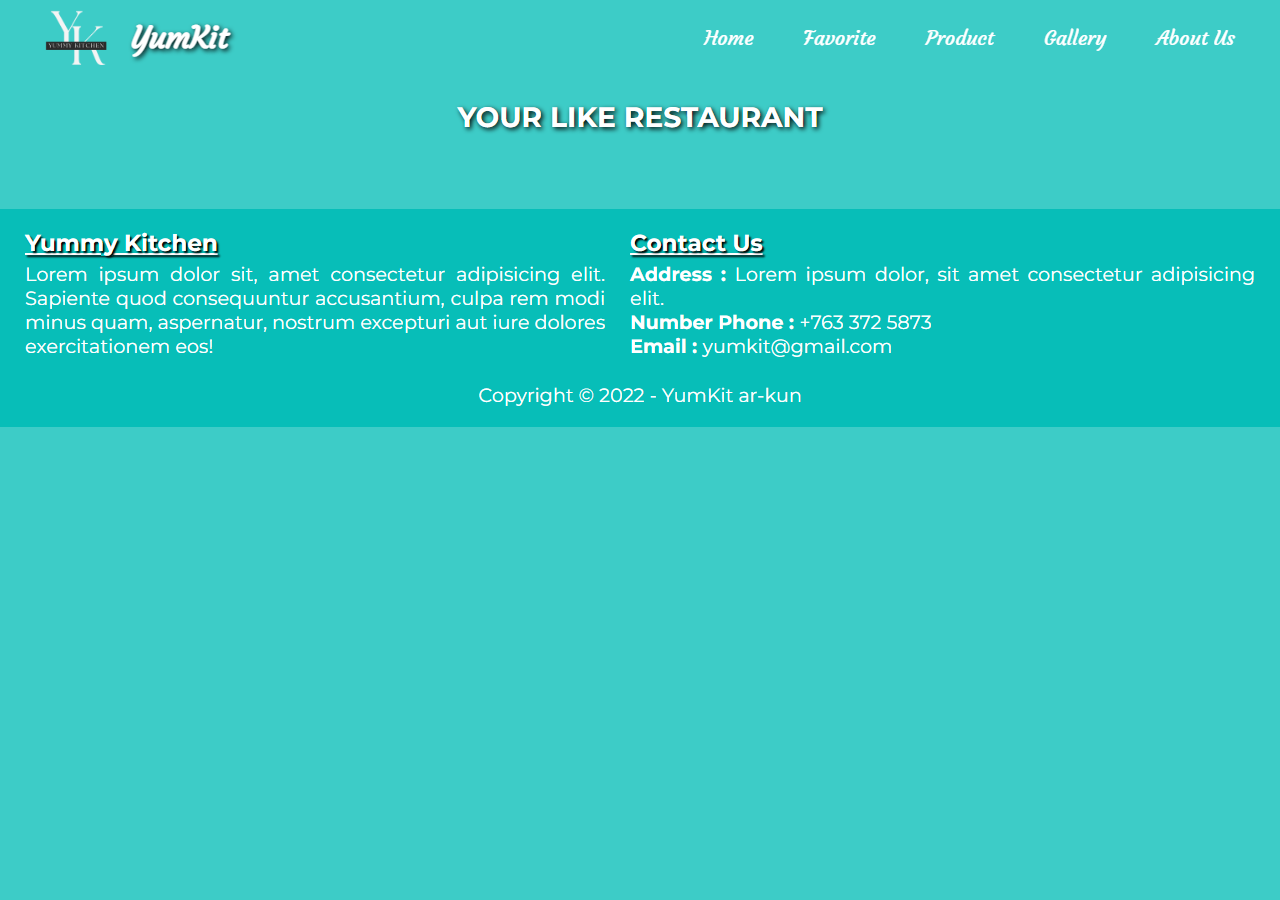 YK
YUMMY KITCHEN
YumKit
Home
Favorite
Product
Gallery
About Us
YOUR LIKE RESTAURANT
Yummy Kitchen
Lorem ipsum dolor sit, amet consectetur adipisicing elit.
Sapiente quod consequuntur accusantium, culpa rem modi
minus quam, aspernatur, nostrum excepturi aut iure dolores
exercitationem eos!
Contact Us
Address : Lorem ipsum dolor, sit amet consectetur adipisicing
elit.
Number Phone : +763 372 5873
Email : yumkit@gmail.com
Copyright © 2022 - YumKit ar-kun